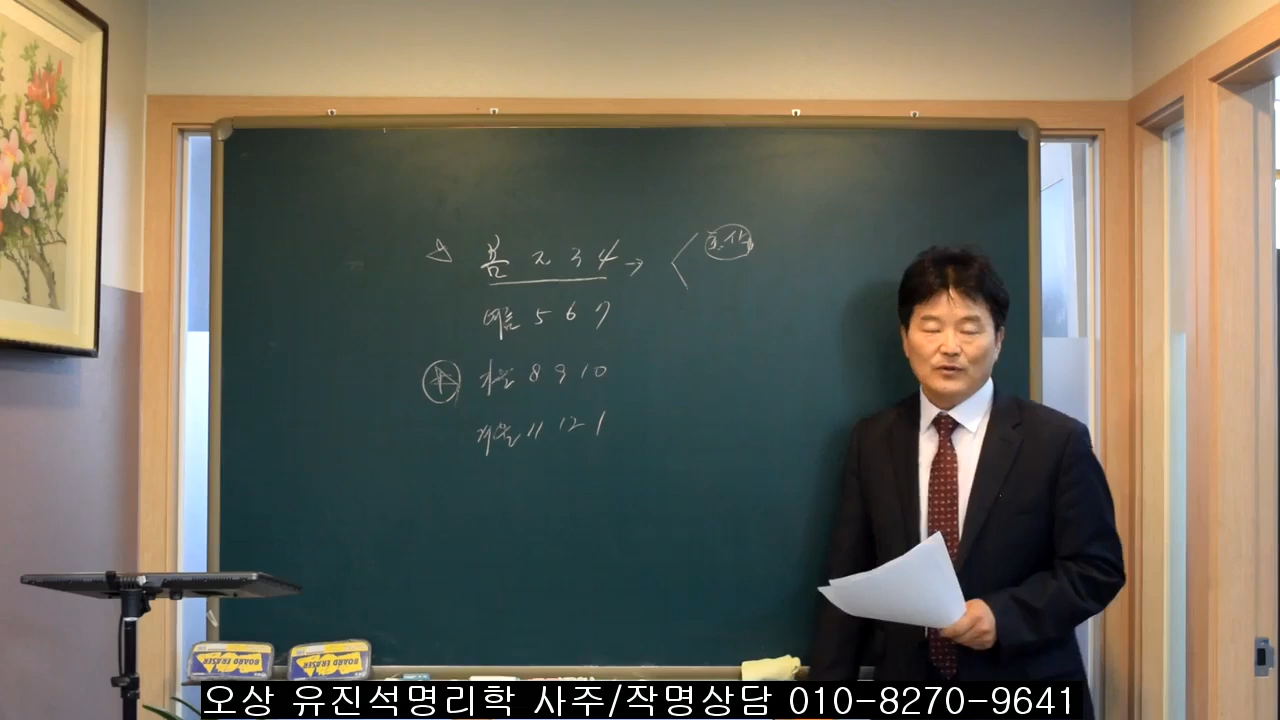 봄 2 3 4 →
여름 5 6 7
가을 8 9 10
겨울 11 12 1
BOARD ERASER
BOARD ERASER
오상 유진석명리학 사주/작명상담 010-8270-9641